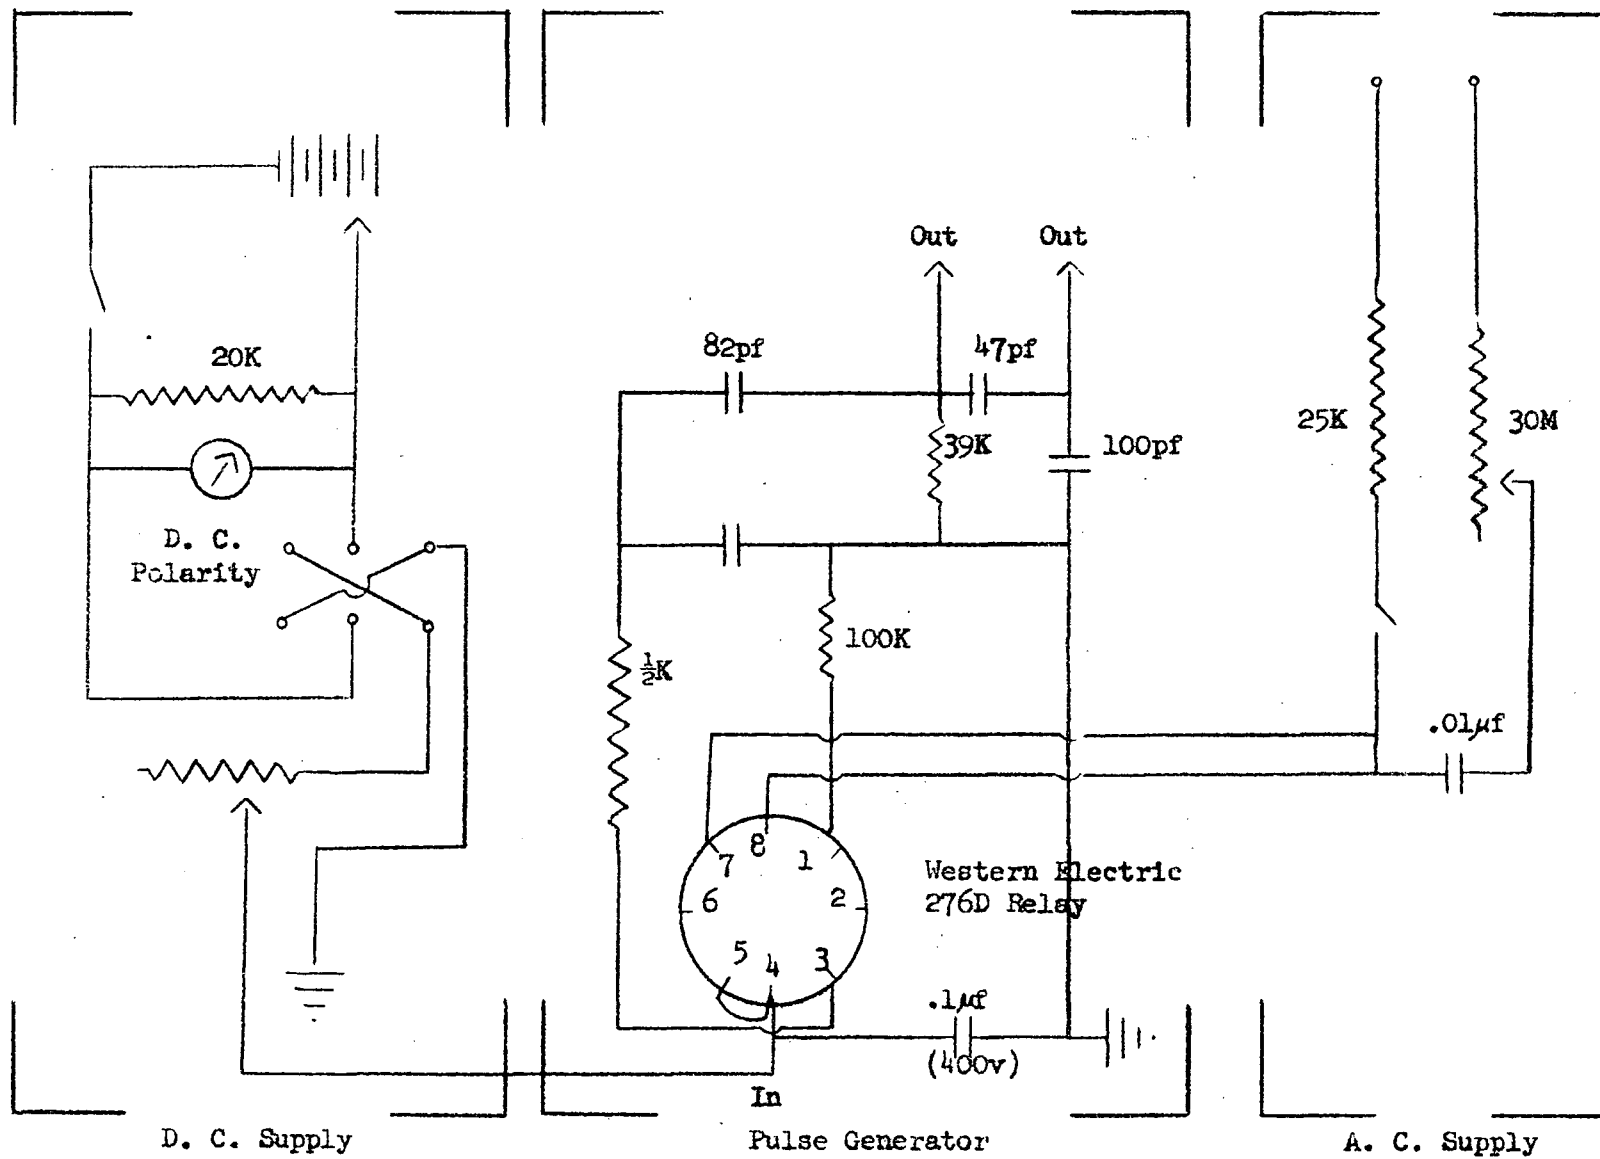 Out
Out
82pf
47pf
20K
39K
100pf
25K
30M
D. C.
Polarity
100K
½K
.01μf
8
7
1
6
2
5
4
3
Western Electric
276D Relay
.1μf
(400v)
In
D. C. Supply
Pulse Generator
A. C. Supply